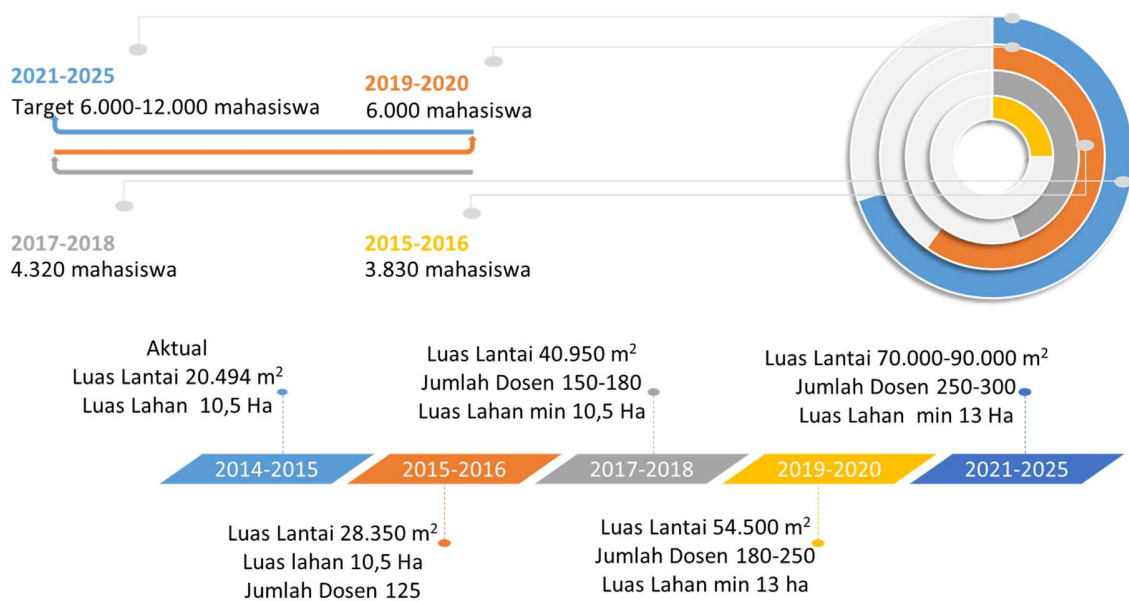 2021-2025
Target 6.000-12.000 mahasiswa
2019-2020
6.000 mahasiswa
2017-2018
4.320 mahasiswa
2015-2016
3.830 mahasiswa
Aktual
Luas Lantai 20.494 m²
Luas Lahan 10,5 Ha
Luas Lantai 40.950 m²
Jumlah Dosen 150-180
Luas Lahan min 10,5 Ha
Luas Lantai 70.000-90.000 m²
Jumlah Dosen 250-300
Luas Lahan min 13 Ha
2014-2015
2015-2016
2017-2018
2019-2020
2021-2025
Luas Lantai 28.350 m²
Luas lahan 10,5 Ha
Jumlah Dosen 125
Luas Lantai 54.500 m²
Jumlah Dosen 180-250
Luas Lahan min 13 ha